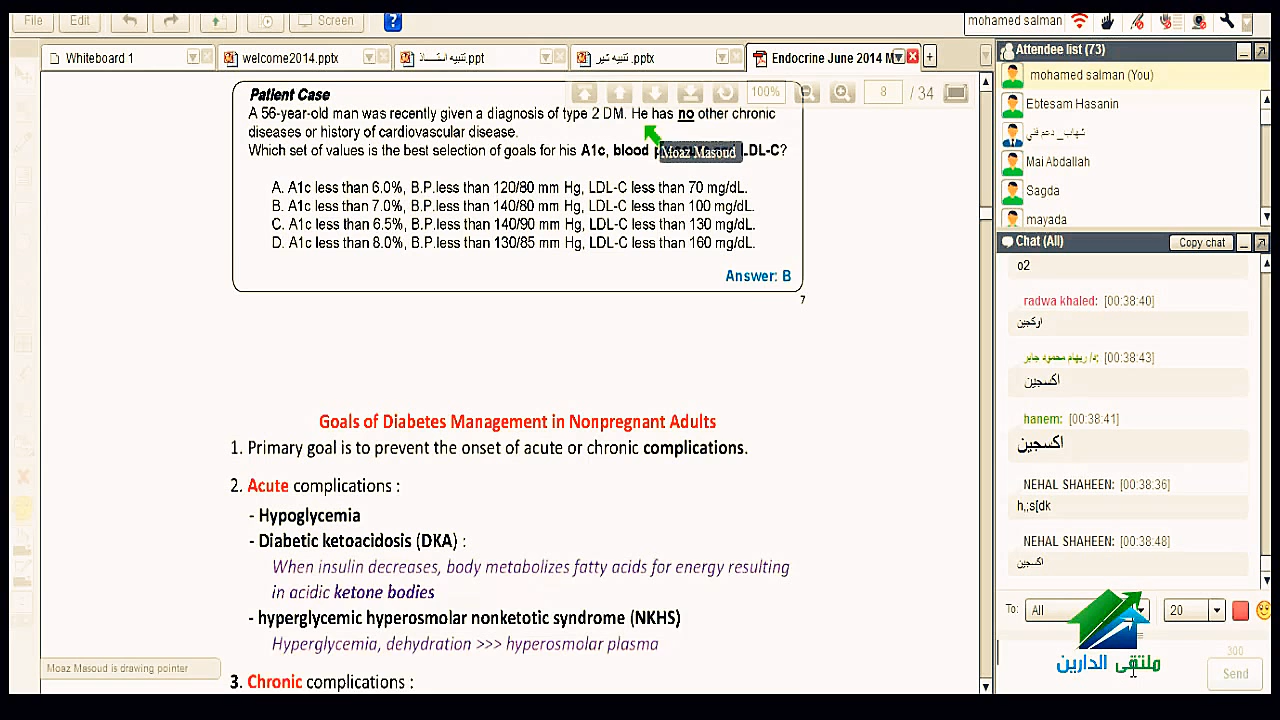 File
Edit
Screen
?
mohamed salman
Whiteboard 1
welcome2014.pptx
تنبيه استـــاذ.ppt
تنبيه تير.pptx
Endocrine June 2014 M
+
100%
8
/ 34
Patient Case
A 56-year-old man was recently given a diagnosis of type 2 DM. He has no other chronic
diseases or history of cardiovascular disease.
Which set of values is the best selection of goals for his A1c, blood p LDL-C?
Moaz Masoud
A. A1c less than 6.0%, B.P.less than 120/80 mm Hg, LDL-C less than 70 mg/dL.
B. A1c less than 7.0%, B.P.less than 140/80 mm Hg, LDL-C less than 100 mg/dL.
C. A1c less than 6.5%, B.P.less than 140/90 mm Hg, LDL-C less than 130 mg/dL.
D. A1c less than 8.0%, B.P.less than 130/85 mm Hg, LDL-C less than 160 mg/dL.
Answer: B
7
Goals of Diabetes Management in Nonpregnant Adults
1. Primary goal is to prevent the onset of acute or chronic complications.
2. Acute complications :
- Hypoglycemia
- Diabetic ketoacidosis (DKA) :
When insulin decreases, body metabolizes fatty acids for energy resulting
in acidic ketone bodies
- hyperglycemic hyperosmolar nonketotic syndrome (NKHS)
Hyperglycemia, dehydration >>> hyperosmolar plasma
3. Chronic complications :
Moaz Masoud is drawing pointer
Attendee list (73)
mohamed salman (You)
Ebtesam Hasanin
شهاب_ دعم فني
Mai Abdallah
Sagda
mayada
Chat (All)
Copy chat
o2
radwa khaled: [00:38:40]
اوكجين
د/ ريهام محمود جابر: [00:38:43]
اكسجين
hanem: [00:38:41]
اكسجين
NEHAL SHAHEEN: [00:38:36]
h,;s[dk
NEHAL SHAHEEN: [00:38:48]
اكسجين
To:
All
20
300
Send
ملتقى الدارين